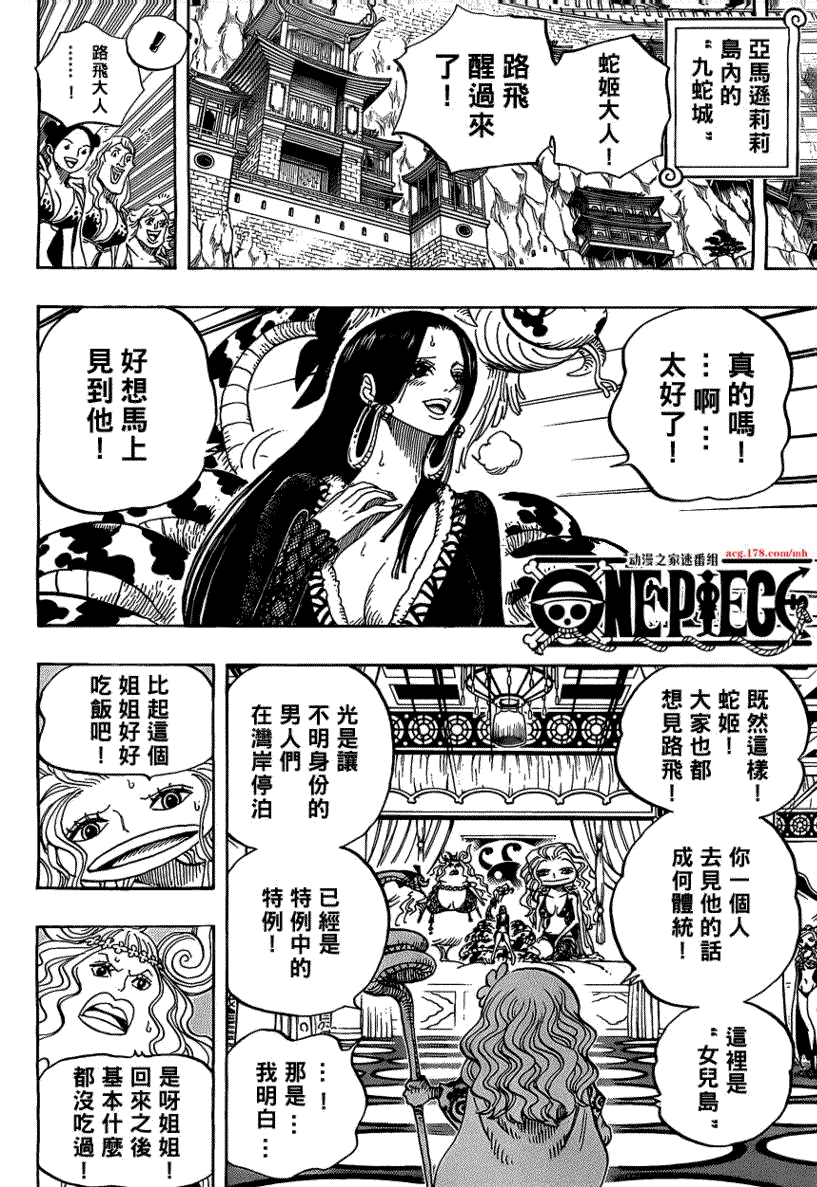 亞馬遜莉莉
島內的
“九蛇城”
蛇姬大人！
路飛
醒過來
了！
！
路飛大人
……！
真的嗎！
…啊…
太好了！
好想馬上
見到他！
动漫之家速番组
acg.178.com/mh
ONE PIECE
既然這樣！
蛇姬！
大家也都
想見路飛！
你一個人
去見他的話
成何體統！
這裡是
“女兒島”
光是讓
不明身份的
男人們
在灣岸停泊
已經是
特例中的
特例！
…！
那是…
我明白…
比起這個
姐姐好好
吃飯吧！
是呀姐姐！
回來之後
基本什麼
都沒吃過！